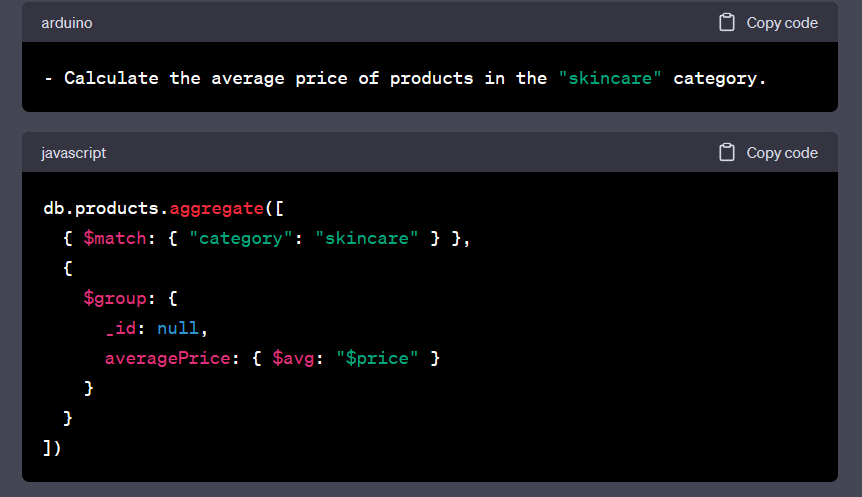 arduino Copy code
- Calculate the average price of products in the "skincare" category.
javascript Copy code
db.products.aggregate([
  { $match: { "category": "skincare" } },
  {
    $group: {
      _id: null,
      averagePrice: { $avg: "$price" }
    }
  }
])